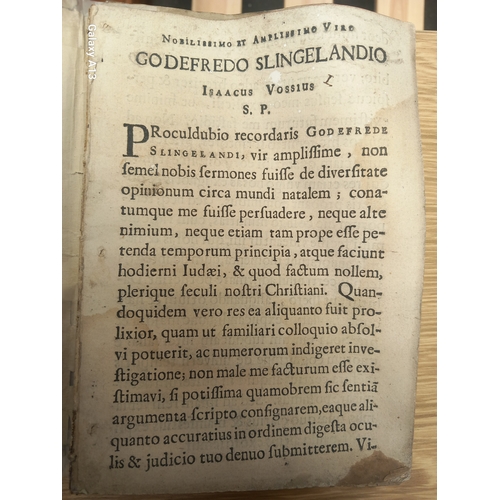 Nobilissimo et Amplissimo Viro
GODEFREDO SLINGELANDIO
Isaacus Vossius
S. P.
PRoculdubio recordaris GODEFREDE
SLINGELANDI, vir ampliſſime, non
ſemel nobis ſermones fuiſſe de diverſitate
opinionum circa mundi natalem; cona-
tumque me fuiſſe perſuadere, neque alte
nimium, neque etiam tam prope eſſe pe-
tenda temporum principia, atque faciunt
hodierni Iudæi, & quod factum nollem,
plerique ſeculi noſtri Chriſtiani. Quan-
doquidem vero res ea aliquanto fuit pro-
lixior, quam ut familiari colloquio abſol-
vi potuerit, ac numerorum indigeret inve-
ſtigatione; non male me facturum eſſe exi-
ſtimavi, ſi potiſſima quamobrem ſic ſentiã
argumenta ſcripto conſignarem, eaque ali-
quanto accuratius in ordinem digeſta ocu-
lis & judicio tuo denuo ſubmitterem. Vi-
Galaxy A13